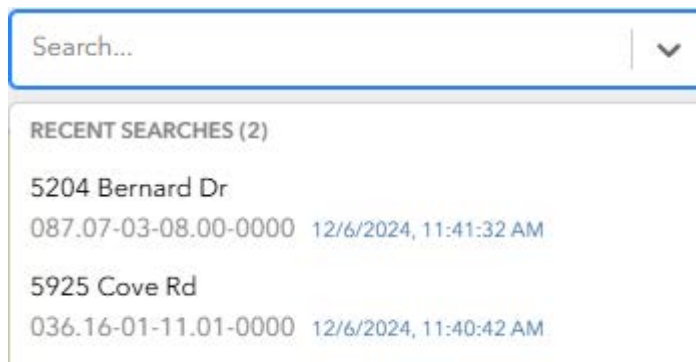 Search...
RECENT SEARCHES (2)
5204 Bernard Dr
087.07-03-08.00-0000 12/6/2024, 11:41:32 AM
5925 Cove Rd
036.16-01-11.01-0000 12/6/2024, 11:40:42 AM